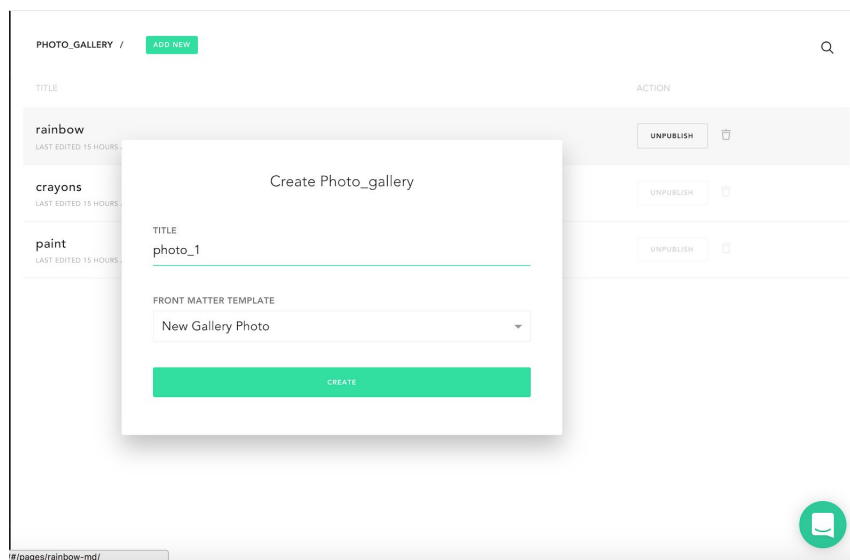 PHOTO_GALLERY / ADD NEW
TITLE ACTION
rainbow
LAST EDITED 15 HOURS
UNPUBLISH
crayons
LAST EDITED 15 HOURS
UNPUBLISH
paint
LAST EDITED 15 HOURS
UNPUBLISH
Create Photo_gallery
TITLE
photo_1
FRONT MATTER TEMPLATE
New Gallery Photo
CREATE
/#/pages/rainbow-md/